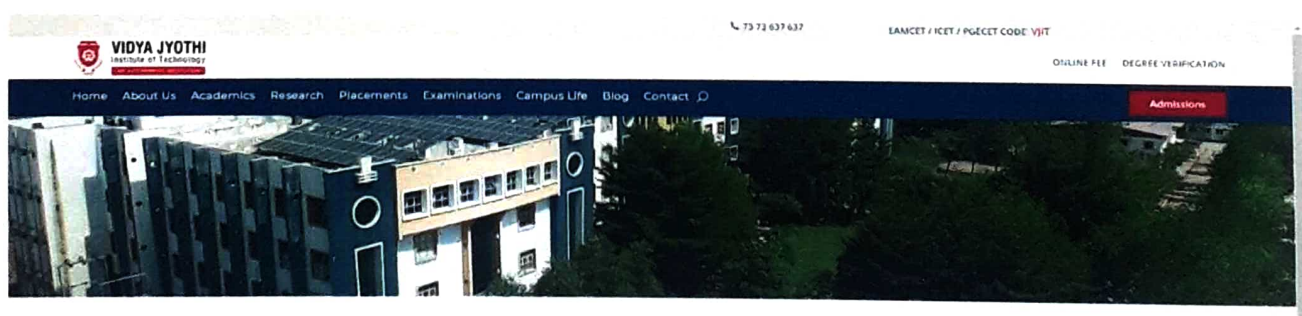 73 73 637 637
EAMCET / ICET / PGECET CODE: VJIT
VIDYA JYOTHI
Institute of Technology
ONLINE FEE DEGREE VERIFICATION
Home About Us Academics Research Placements Examinations Campus Life Blog Contact
Admissions